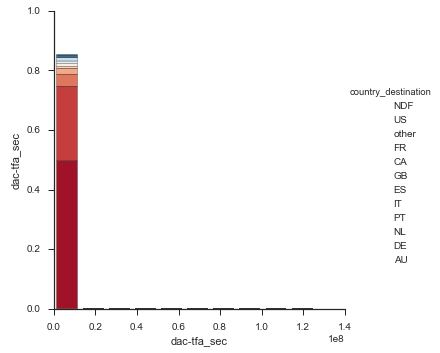 1.0
0.8
0.6
0.4
0.2
0.0
dac-tfa_sec
0.0 0.2 0.4 0.6 0.8 1.0 1.2 1.4
1e8
dac-tfa_sec
country_destination
NDF
US
other
FR
CA
GB
ES
IT
PT
NL
DE
AU